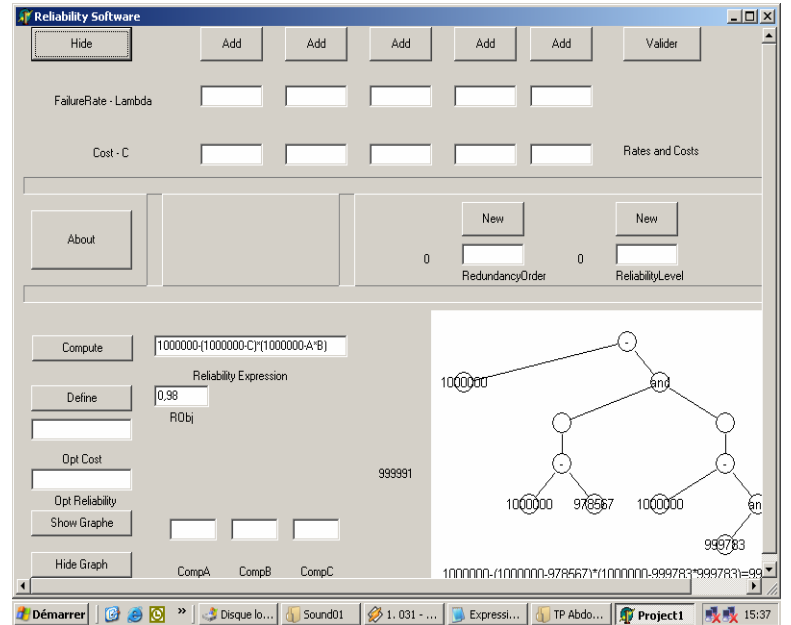 Reliability Software
Hide Add Add Add Add Add Valider
FailureRate - Lambda
Cost - C Rates and Costs
New New
About
0 0
RedundancyOrder ReliabilityLevel
Compute 1000000-(1000000-C)*(1000000-A*B)
Reliability Expression
Define 0,98
RObj
Opt Cost
999991
Opt Reliability
Show Graphe
Hide Graph
CompA CompB CompC
-
1000000 and
- -
1000000 978567 1000000 an
999783
1000000-(1000000-978567)*(1000000-999783*999783)=99
Démarrer » Disque lo... Sound01 1. 031 - ... Expressi... TP Abdo... Project1 15:37